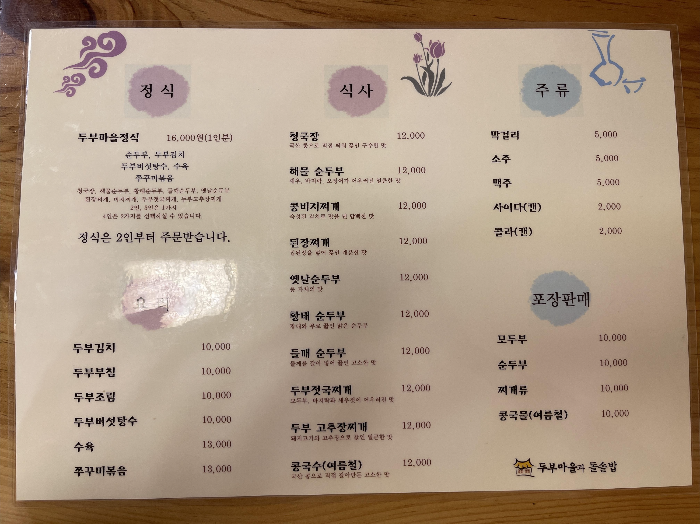 정식
두부마을정식 16,000원(1인분)
순두부, 두부김치
두부버섯탕수, 수육
쭈꾸미볶음
정식은 2인부터 주문받습니다.
두부김치 10,000
두부부침 10,000
두부조림 10,000
두부버섯탕수 10,000
수육 13,000
쭈꾸미볶음 13,000
식사
청국장 12,000
해물 순두부 12,000
콩비지찌개 12,000
된장찌개 12,000
옛날순두부 12,000
황태 순두부 12,000
들깨 순두부 12,000
두부젓국찌개 12,000
두부 고추장찌개 12,000
콩국수(여름철) 12,000
주류
막걸리 5,000
소주 5,000
맥주 5,000
사이다(캔) 2,000
콜라(캔) 2,000
포장판매
모두부 10,000
순두부 10,000
찌개류 10,000
콩국물(여름철) 10,000
두부마을과 돌솥밥